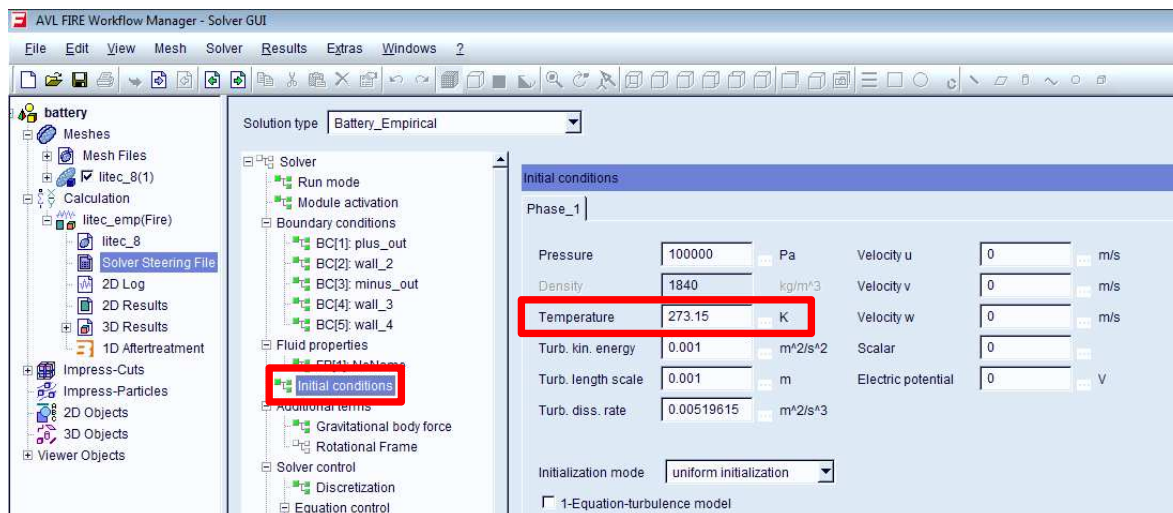 AVL FIRE Workflow Manager - Solver GUI
File Edit View Mesh Solver Results Extras Windows ?
battery
Meshes
Mesh Files
litec_8(1)
Calculation
litec_emp(Fire)
litec_8
Solver Steering File
2D Log
2D Results
3D Results
1D Aftertreatment
Impress-Cuts
Impress-Particles
2D Objects
3D Objects
Viewer Objects
Solution type Battery_Empirical
Solver
Run mode
Module activation
Boundary conditions
BC[1]: plus_out
BC[2]: wall_2
BC[3]: minus_out
BC[4]: wall_3
BC[5]: wall_4
Fluid properties
Initial conditions
Additional terms
Gravitational body force
Rotational Frame
Solver control
Discretization
Equation control
Initial conditions
Phase_1
Pressure 100000 Pa Velocity u 0 m/s
Density 1840 kg/m^3 Velocity v 0 m/s
Temperature 273.15 K Velocity w 0 m/s
Turb. kin. energy 0.001 m^2/s^2 Scalar 0
Turb. length scale 0.001 m Electric potential 0 V
Turb. diss. rate 0.00519615 m^2/s^3
Initialization mode uniform initialization
1-Equation-turbulence model